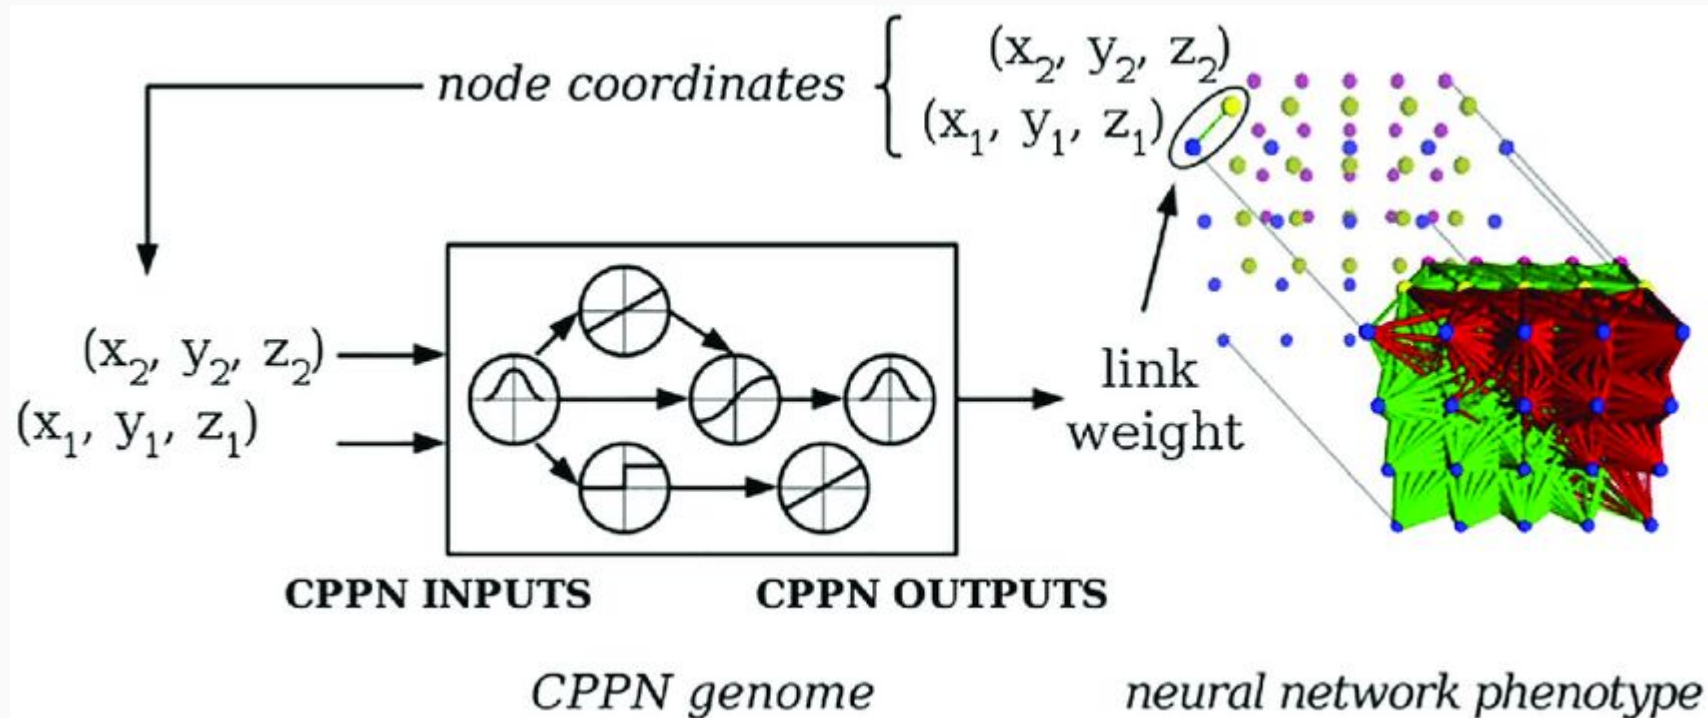 node coordinates
(x₂, y₂, z₂)
(x₁, y₁, z₁)
(x₂, y₂, z₂)
(x₁, y₁, z₁)
link
weight
CPPN INPUTS
CPPN OUTPUTS
CPPN genome
neural network phenotype